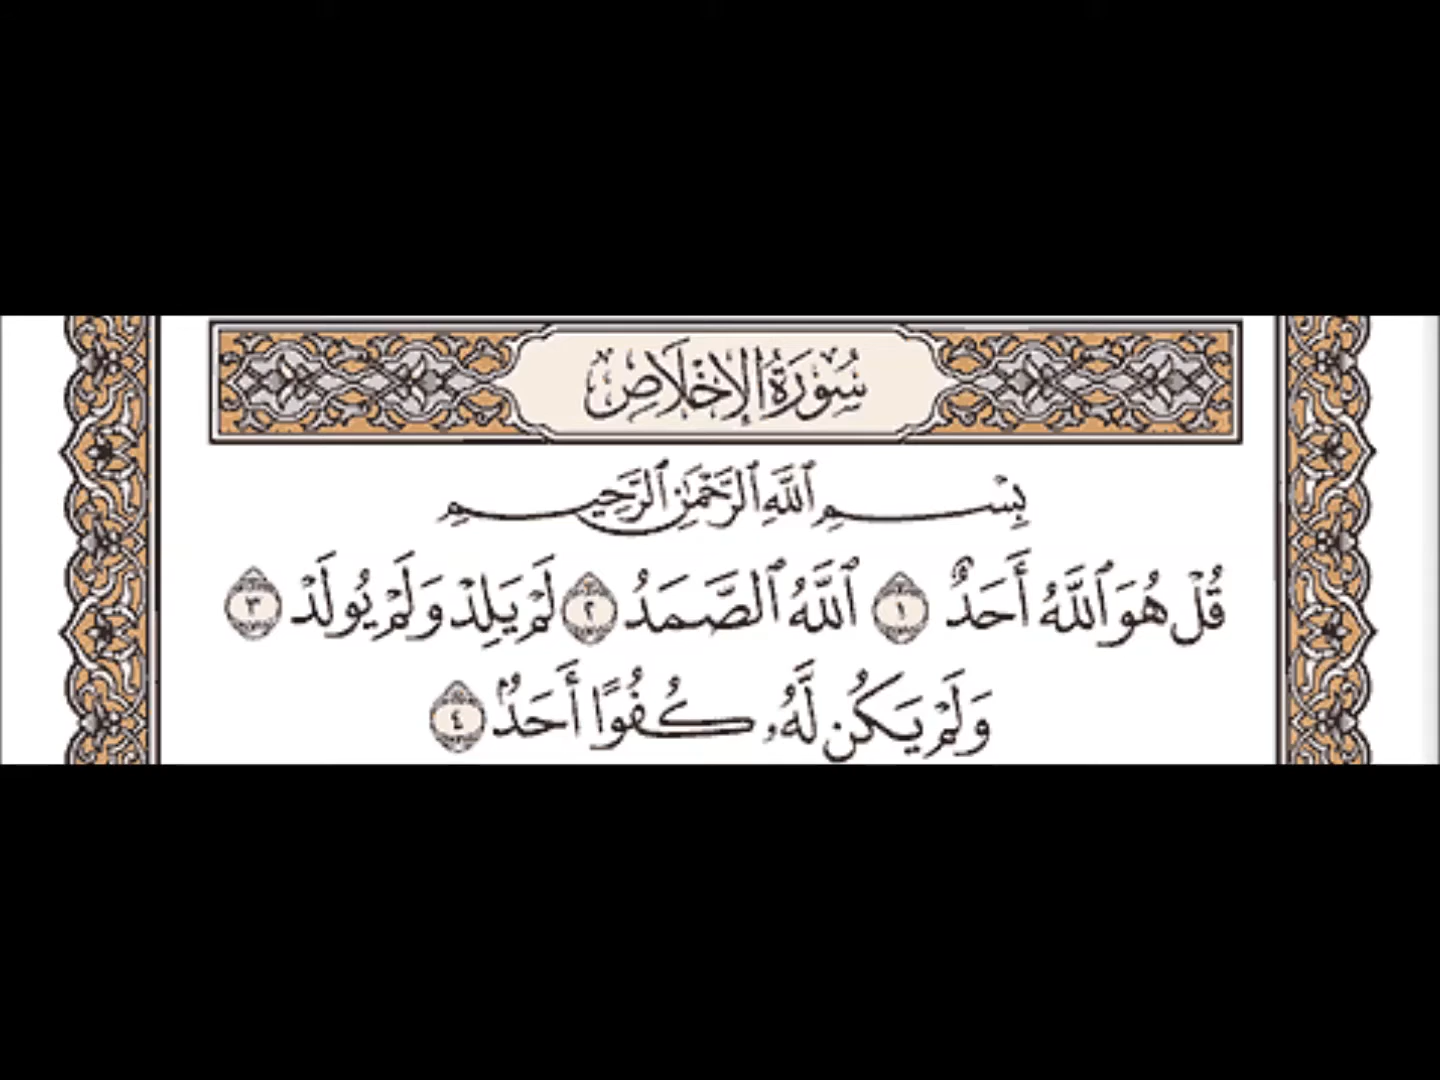 سُورَةُ الإِخْلَاصِ
بِسْمِ ٱللَّهِ ٱلرَّحْمَٰنِ ٱلرَّحِيمِ
قُلْ هُوَ ٱللَّهُ أَحَدٌ ١ ٱللَّهُ ٱلصَّمَدُ ٢ لَمْ يَلِدْ وَلَمْ يُولَدْ ٣
وَلَمْ يَكُن لَّهُۥ كُفُوًا أَحَدٌۢ ٤